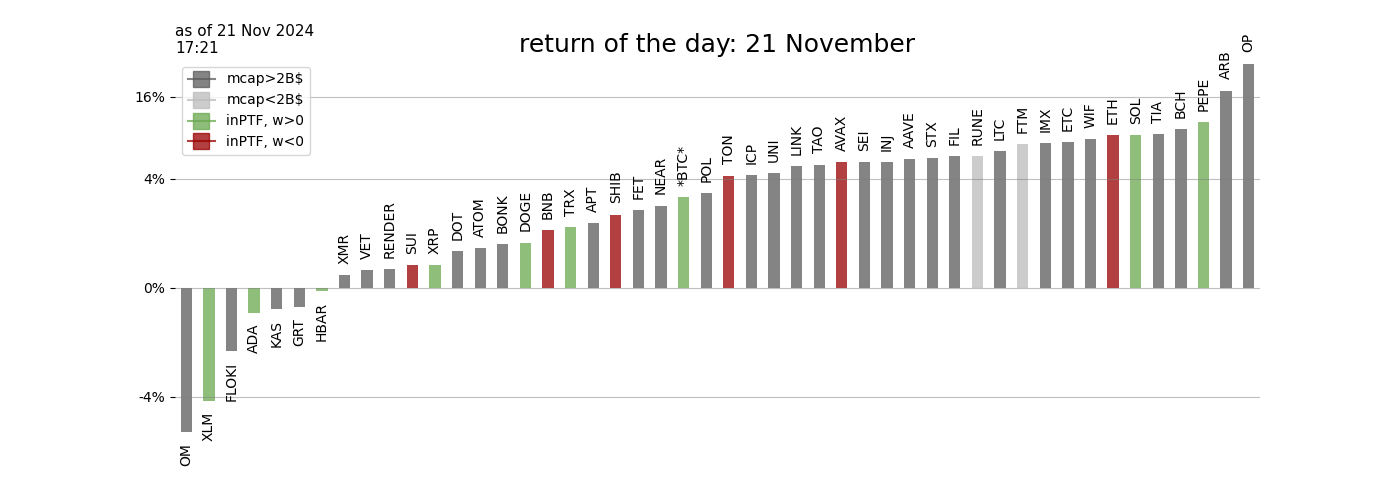 as of 21 Nov 2024
17:21
return of the day: 21 November
mcap>2B$
mcap<2B$
inPTF, w>0
inPTF, w<0
16%
4%
0%
-4%
OM
XLM
FLOKI
ADA
KAS
GRT
HBAR
XMR
VET
RENDER
SUI
XRP
DOT
ATOM
BONK
DOGE
BNB
TRX
APT
SHIB
FET
NEAR
*BTC*
POL
TON
ICP
UNI
LINK
TAO
AVAX
SEI
INJ
AAVE
STX
FIL
RUNE
LTC
FTM
IMX
ETC
WIF
ETH
SOL
TIA
BCH
PEPE
ARB
OP